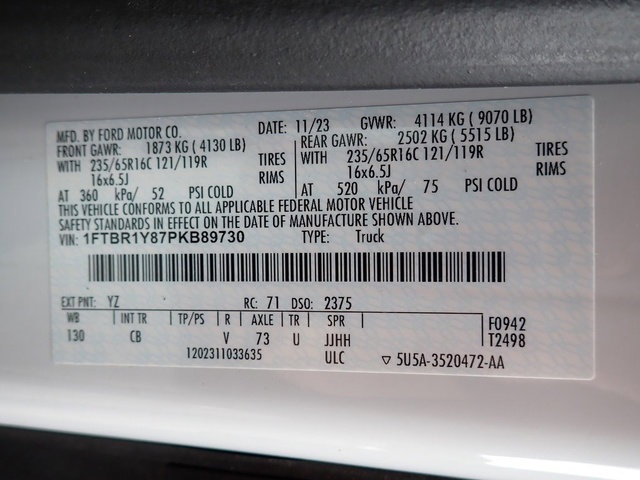 MFD. BY FORD MOTOR CO. DATE: 11/23 GVWR: 4114 KG ( 9070 LB)
FRONT GAWR: 1873 KG ( 4130 LB) REAR GAWR: 2502 KG ( 5515 LB)
WITH 235/65R16C 121/119R TIRES WITH 235/65R16C 121/119R TIRES
16x6.5J RIMS 16x6.5J RIMS
AT 360 kPa/ 52 PSI COLD AT 520 kPa/ 75 PSI COLD
THIS VEHICLE CONFORMS TO ALL APPLICABLE FEDERAL MOTOR VEHICLE
SAFETY STANDARDS IN EFFECT ON THE DATE OF MANUFACTURE SHOWN ABOVE.
VIN: 1FTBR1Y87PKB89730 TYPE: Truck
EXT PNT: YZ RC: 71 DSO: 2375
WB INT TR TP/PS R AXLE TR SPR F0942
130 CB V 73 U JJHH T2498
1202311033635 ULC ▽ 5U5A-3520472-AA